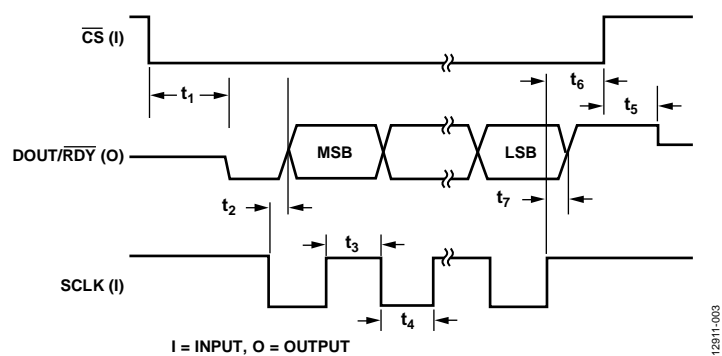 CS (I)
t6
t1
t5
DOUT/RDY (O)
MSB
LSB
t2
t7
t3
SCLK (I)
t4
I = INPUT, O = OUTPUT
12911-003